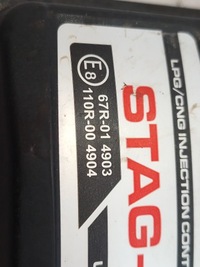 LPG/CNG INJECTION CONT
STAG-
E8
67R-01 4903
110R-00 4904